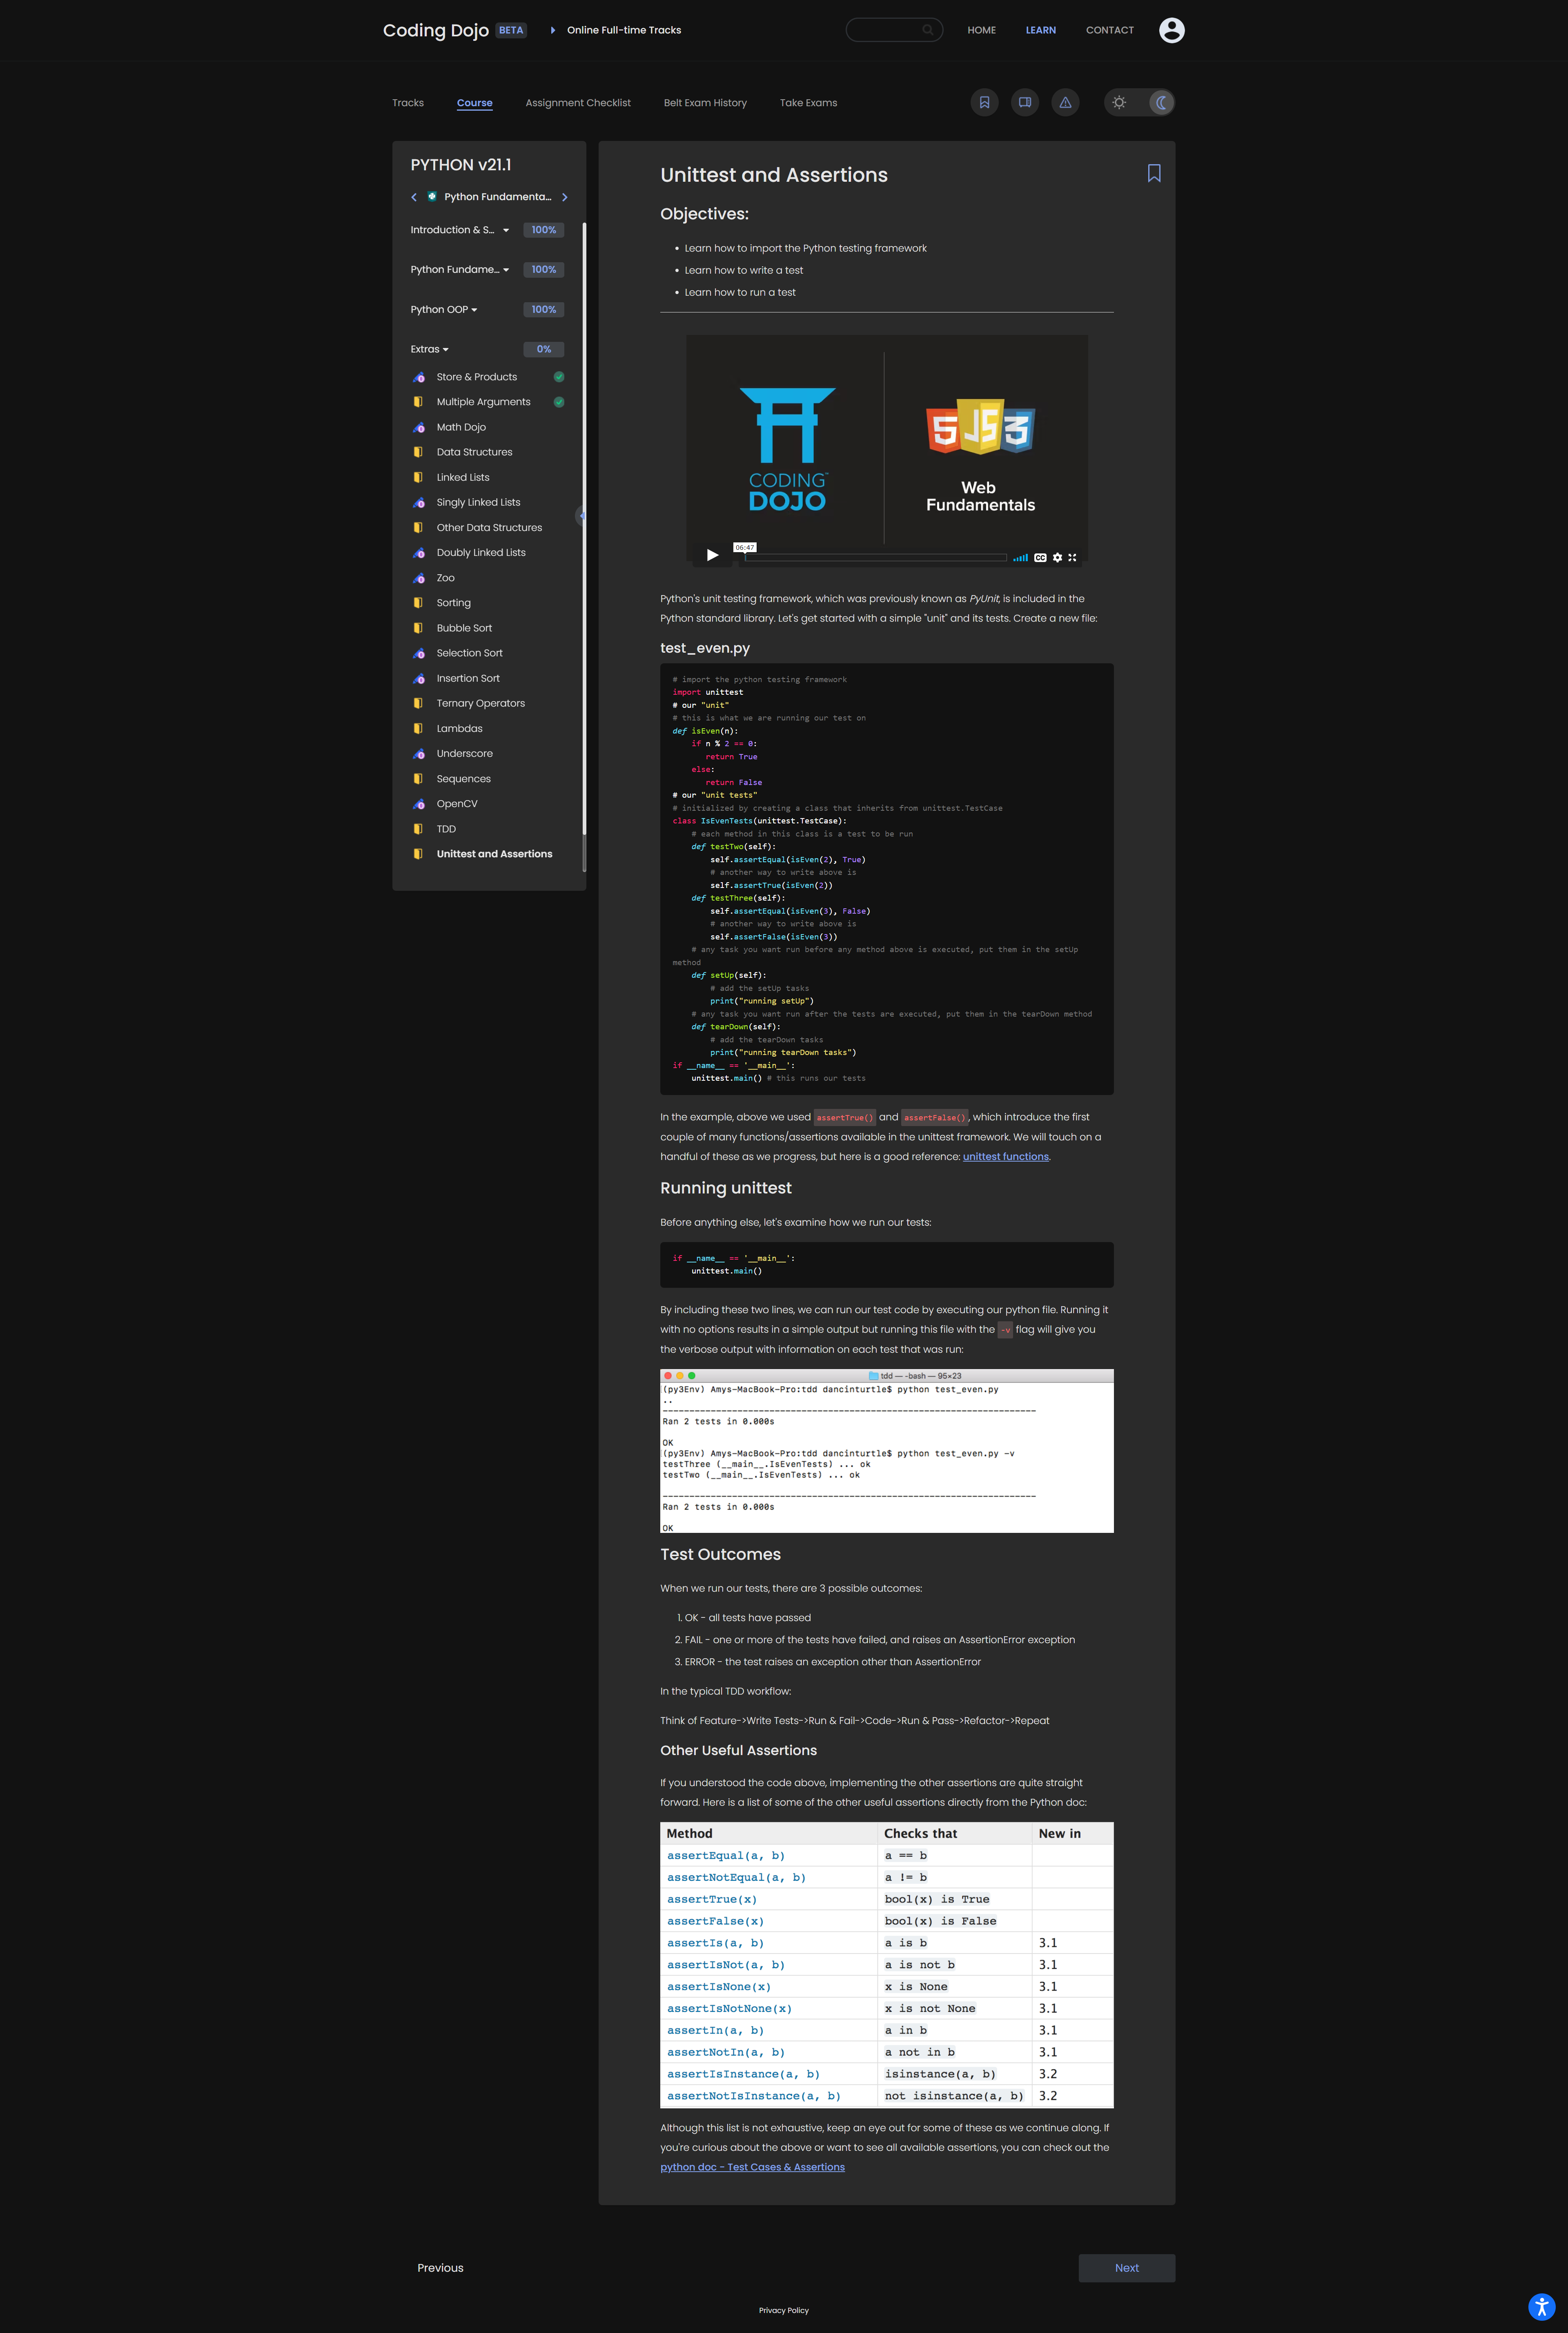 Coding Dojo BETA Online Full-time Tracks HOME LEARN CONTACT
Tracks Course Assignment Checklist Belt Exam History Take Exams
PYTHON v21.1
Python Fundamenta...
Introduction & S... 100%
Python Fundame... 100%
Python OOP 100%
Extras 0%
Store & Products
Multiple Arguments
Math Dojo
Data Structures
Linked Lists
Singly Linked Lists
Other Data Structures
Doubly Linked Lists
Zoo
Sorting
Bubble Sort
Selection Sort
Insertion Sort
Ternary Operators
Lambdas
Underscore
Sequences
OpenCV
TDD
Unittest and Assertions
Unittest and Assertions
Objectives:
• Learn how to import the Python testing framework
• Learn how to write a test
• Learn how to run a test
CODING
DOJO
5 JS 3
Web
Fundamentals
06:47
CC
Python's unit testing framework, which was previously known as PyUnit, is included in the
Python standard library. Let's get started with a simple "unit" and its tests. Create a new file:
test_even.py
# import the python testing framework
import unittest
# our "unit"
# this is what we are running our test on
def isEven(n):
    if n % 2 == 0:
       return True
    else:
       return False
# our "unit tests"
# initialized by creating a class that inherits from unittest.TestCase
class IsEvenTests(unittest.TestCase):
    # each method in this class is a test to be run
    def testTwo(self):
        self.assertEqual(isEven(2), True)
        # another way to write above is
        self.assertTrue(isEven(2))
    def testThree(self):
        self.assertEqual(isEven(3), False)
        # another way to write above is
        self.assertFalse(isEven(3))
    # any task you want run before any method above is executed, put them in the setUp
method
    def setUp(self):
        # add the setUp tasks
        print("running setUp")
    # any task you want run after the tests are executed, put them in the tearDown method
    def tearDown(self):
        # add the tearDown tasks
        print("running tearDown tasks")
if __name__ == '__main__':
    unittest.main() # this runs our tests
In the example, above we used assertTrue() and assertFalse(), which introduce the first
couple of many functions/assertions available in the unittest framework. We will touch on a
handful of these as we progress, but here is a good reference: unittest functions.
Running unittest
Before anything else, let's examine how we run our tests:
if __name__ == '__main__':
    unittest.main()
By including these two lines, we can run our test code by executing our python file. Running it
with no options results in a simple output but running this file with the -v flag will give you
the verbose output with information on each test that was run:
tdd — -bash — 95×23
(py3Env) Amys-MacBook-Pro:tdd dancinturtle$ python test_even.py
..
----------------------------------------------------------------------
Ran 2 tests in 0.000s
OK
(py3Env) Amys-MacBook-Pro:tdd dancinturtle$ python test_even.py -v
testThree (__main__.IsEvenTests) ... ok
testTwo (__main__.IsEvenTests) ... ok
----------------------------------------------------------------------
Ran 2 tests in 0.000s
OK
Test Outcomes
When we run our tests, there are 3 possible outcomes:
1. OK - all tests have passed
2. FAIL - one or more of the tests have failed, and raises an AssertionError exception
3. ERROR - the test raises an exception other than AssertionError
In the typical TDD workflow:
Think of Feature->Write Tests->Run & Fail->Code->Run & Pass->Refactor->Repeat
Other Useful Assertions
If you understood the code above, implementing the other assertions are quite straight
forward. Here is a list of some of the other useful assertions directly from the Python doc:
Method Checks that New in
assertEqual(a, b) a == b
assertNotEqual(a, b) a != b
assertTrue(x) bool(x) is True
assertFalse(x) bool(x) is False
assertIs(a, b) a is b 3.1
assertIsNot(a, b) a is not b 3.1
assertIsNone(x) x is None 3.1
assertIsNotNone(x) x is not None 3.1
assertIn(a, b) a in b 3.1
assertNotIn(a, b) a not in b 3.1
assertIsInstance(a, b) isinstance(a, b) 3.2
assertNotIsInstance(a, b) not isinstance(a, b) 3.2
Although this list is not exhaustive, keep an eye out for some of these as we continue along. If
you're curious about the above or want to see all available assertions, you can check out the
python doc - Test Cases & Assertions
Previous Next
Privacy Policy